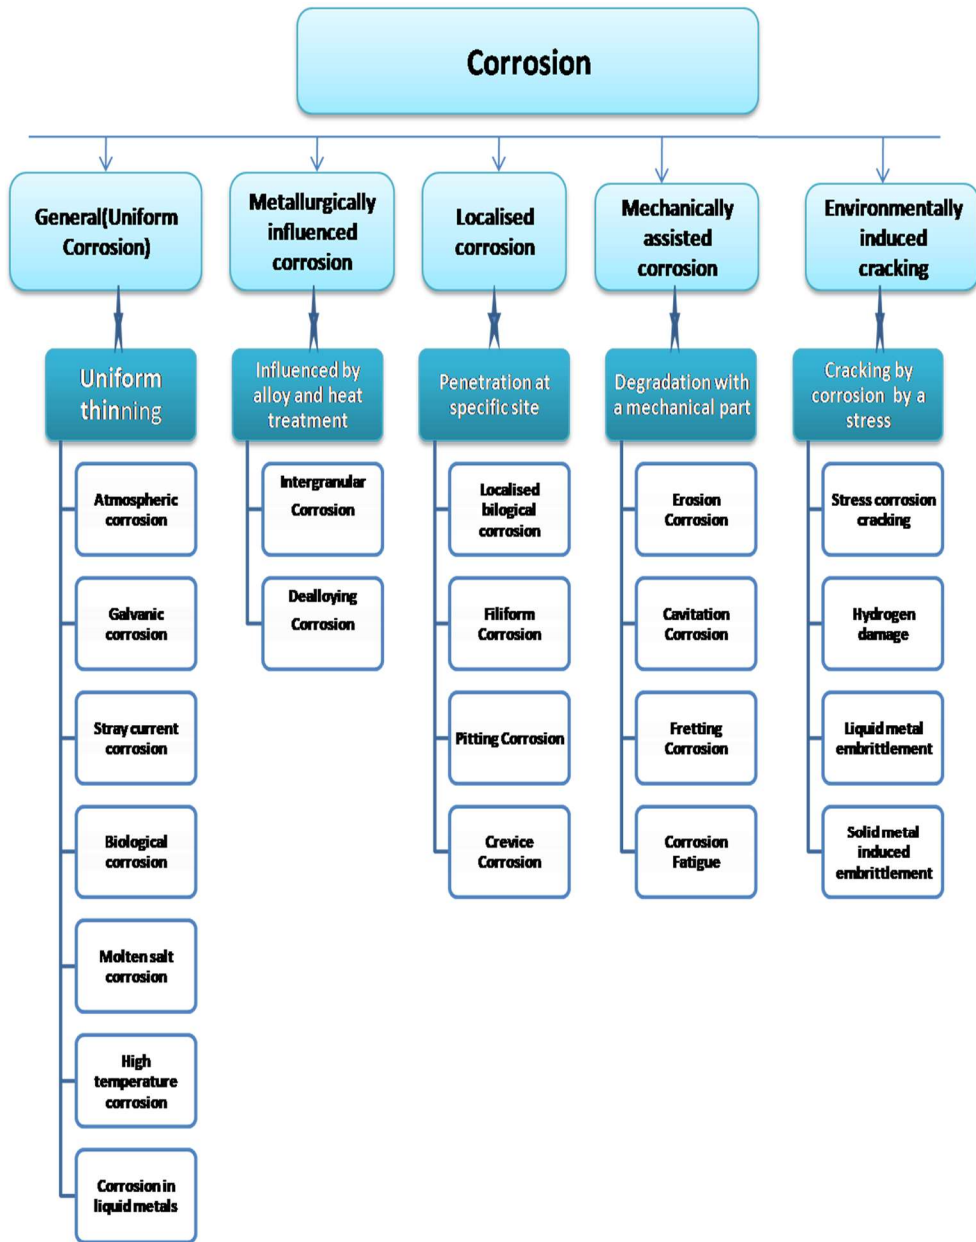 Corrosion
General(Uniform
Corrosion)
Metallurgically
influenced
corrosion
Localised
corrosion
Mechanically
assisted
corrosion
Environmentally
induced
cracking
Uniform
thinning
Influenced by
alloy and heat
treatment
Penetration at
specific site
Degradation with
a mechanical part
Cracking by
corrosion by a
stress
Atmospheric
corrosion
Galvanic
corrosion
Stray current
corrosion
Biological
corrosion
Molten salt
corrosion
High
temperature
corrosion
Corrosion in
liquid metals
Intergranular
Corrosion
Dealloying
Corrosion
Localised
bilogical
corrosion
Filiform
Corrosion
Pitting Corrosion
Crevice
Corrosion
Erosion
Corrosion
Cavitation
Corrosion
Fretting
Corrosion
Corrosion
Fatigue
Stress corrosion
cracking
Hydrogen
damage
Liquid metal
embrittlement
Solid metal
induced
embrittlement